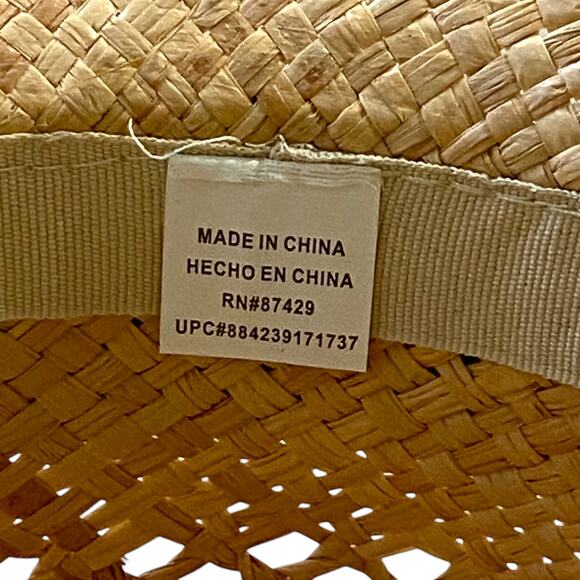 MADE IN CHINA
HECHO EN CHINA
RN#87429
UPC#884239171737